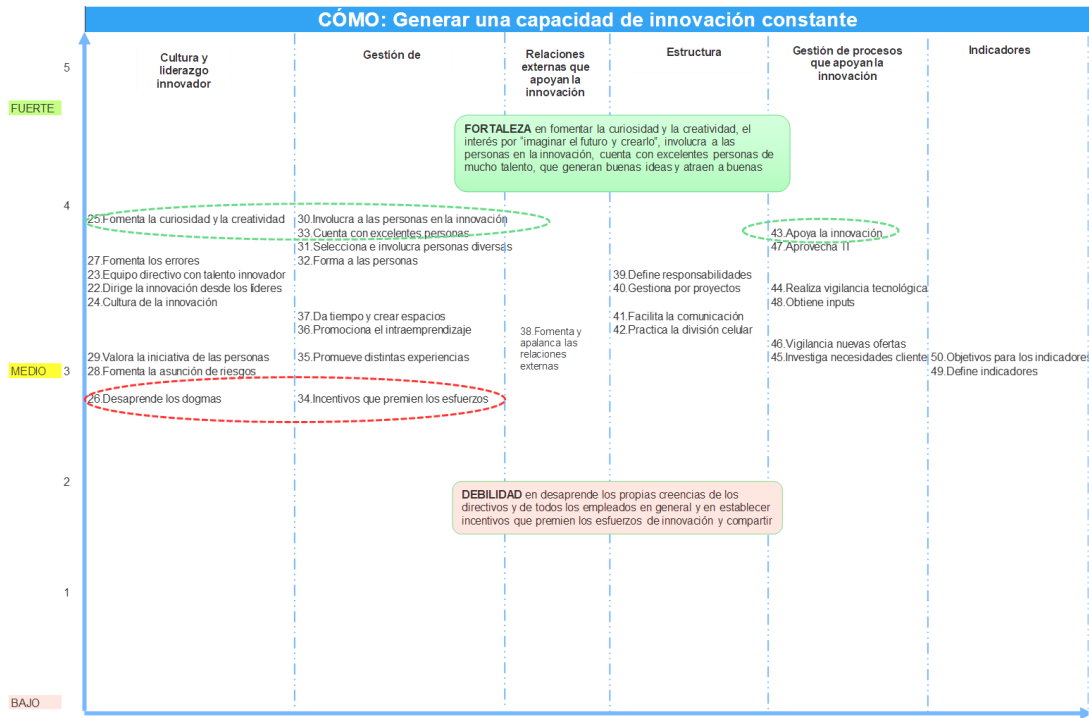 CÓMO: Generar una capacidad de innovación constante
Cultura y
liderazgo
innovador
Gestión de
Relaciones
externas que
apoyan la
innovación
Estructura
Gestión de procesos
que apoyan la
innovación
Indicadores
5
FUERTE
FORTALEZA en fomentar la curiosidad y la creatividad, el
interés por "imaginar el futuro y crearlo", involucra a las
personas en la innovación, cuenta con excelentes personas de
mucho talento, que generan buenas ideas y atraen a buenas
4
25.Fomenta la curiosidad y la creatividad
27.Fomenta los errores
23.Equipo directivo con talento innovador
22.Dirige la innovación desde los líderes
24.Cultura de la innovación
29.Valora la iniciativa de las personas
28.Fomenta la asunción de riesgos
26.Desaprende los dogmas
30.Involucra a las personas en la innovación
33.Cuenta con excelentes personas
31.Selecciona e involucra personas diversas
32.Forma a las personas
37.Da tiempo y crear espacios
36.Promociona el intraemprendizaje
35.Promueve distintas experiencias
34.Incentivos que premien los esfuerzos
38.Fomenta y
apalanca las
relaciones
externas
39.Define responsabilidades
40.Gestiona por proyectos
41.Facilita la comunicación
42.Practica la división celular
43.Apoya la innovación
47.Aprovecha TI
44.Realiza vigilancia tecnológica
48.Obtiene inputs
46.Vigilancia nuevas ofertas
45.Investiga necesidades cliente
50.Objetivos para los indicadore
49.Define indicadores
MEDIO
3
2
DEBILIDAD en desaprende los propias creencias de los
directivos y de todos los empleados en general y en establecer
incentivos que premien los esfuerzos de innovación y compartir
1
BAJO